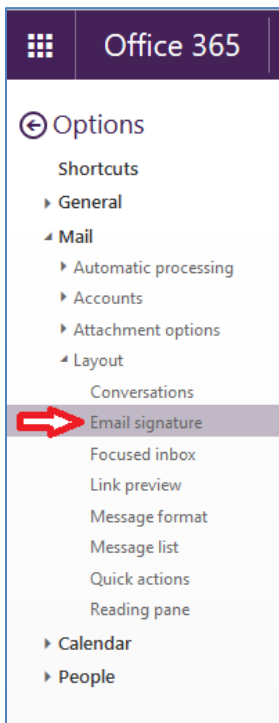 Office 365
Options
Shortcuts
General
Mail
Automatic processing
Accounts
Attachment options
Layout
Conversations
Email signature
Focused inbox
Link preview
Message format
Message list
Quick actions
Reading pane
Calendar
People